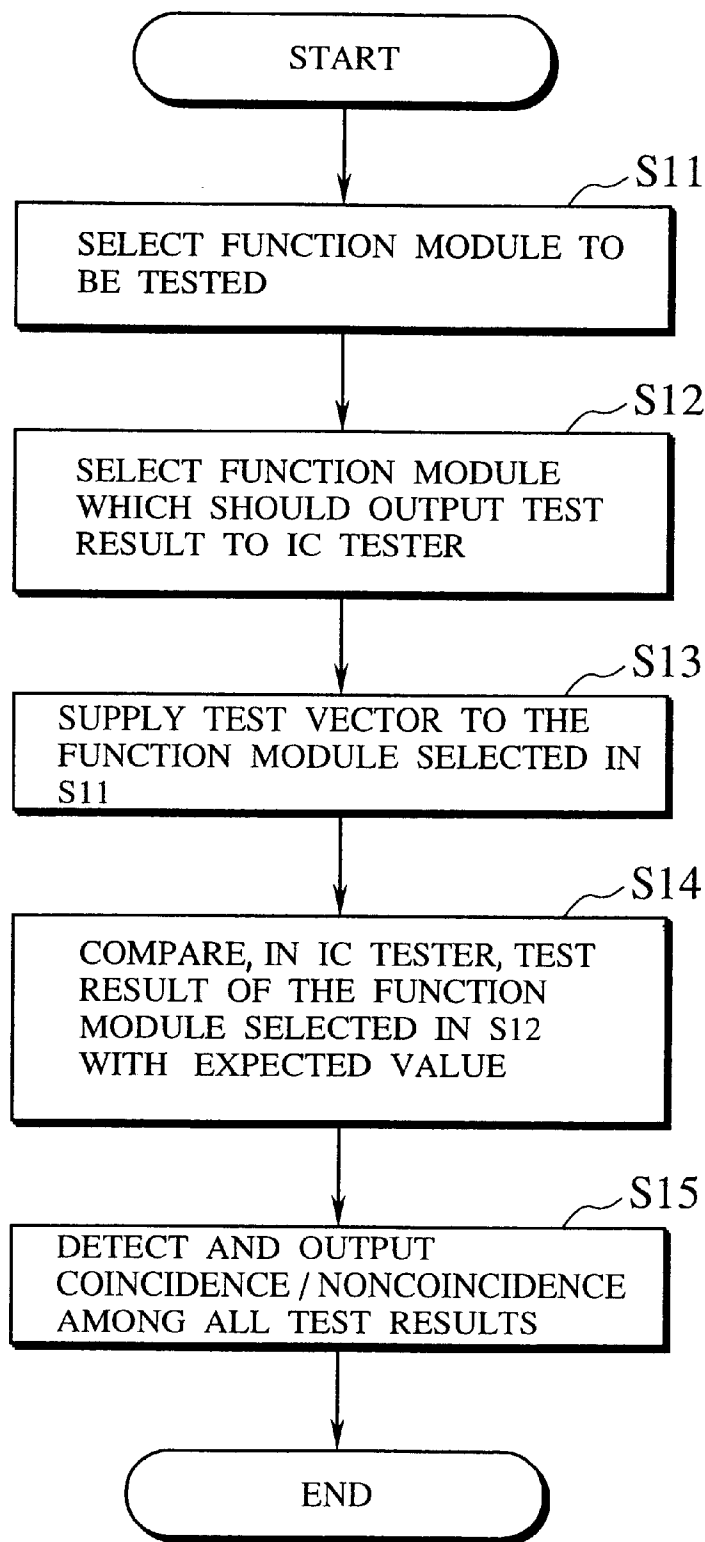 START
S11
SELECT FUNCTION MODULE TO
BE TESTED
S12
SELECT FUNCTION MODULE
WHICH SHOULD OUTPUT TEST
RESULT TO IC TESTER
S13
SUPPLY TEST VECTOR TO THE
FUNCTION MODULE SELECTED IN
S11
S14
COMPARE, IN IC TESTER, TEST
RESULT OF THE FUNCTION
MODULE SELECTED IN S12
WITH EXPECTED VALUE
S15
DETECT AND OUTPUT
COINCIDENCE / NONCOINCIDENCE
AMONG ALL TEST RESULTS
END